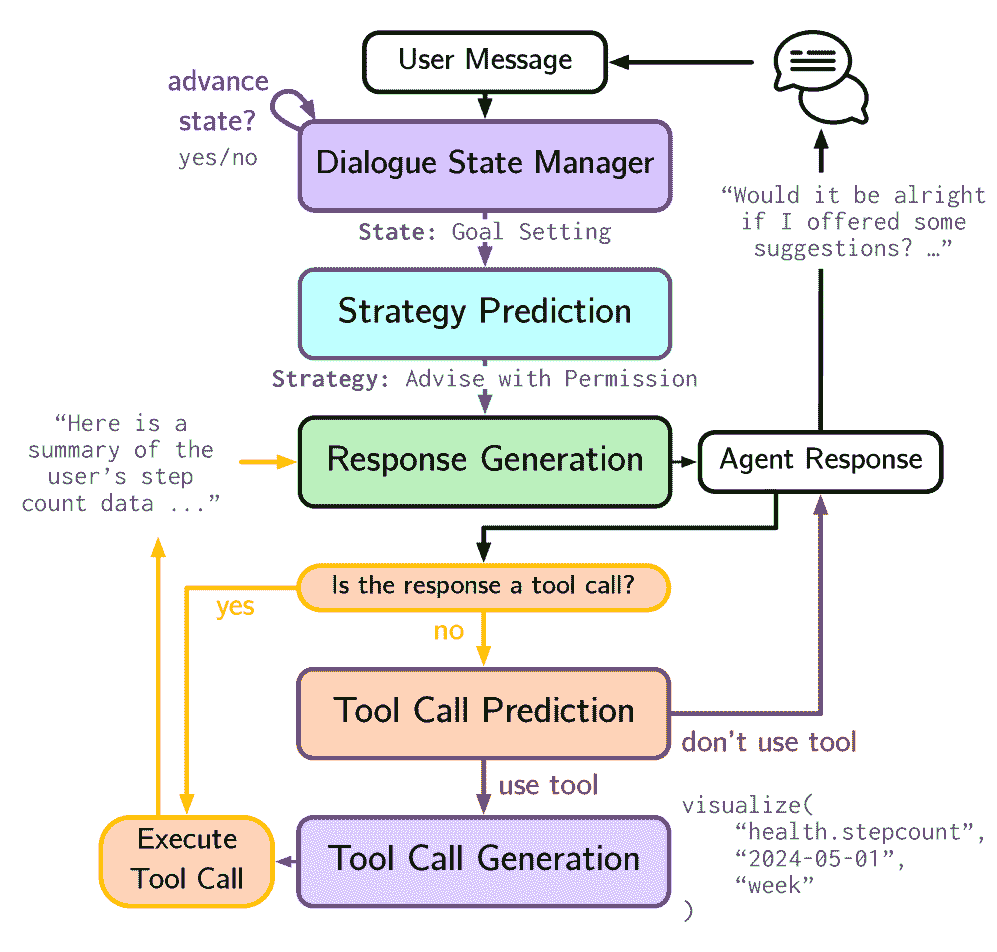 User Message
advance
state?
yes/no
Dialogue State Manager
“Would it be alright
if I offered some
suggestions? …”
State: Goal Setting
Strategy Prediction
Strategy: Advise with Permission
“Here is a
summary of the
user’s step
count data ...”
Response Generation
Agent Response
Is the response a tool call?
yes
no
Tool Call Prediction
don’t use tool
use tool
visualize(
“health.stepcount”,
“2024-05-01”,
“week”
)
Execute
Tool Call
Tool Call Generation